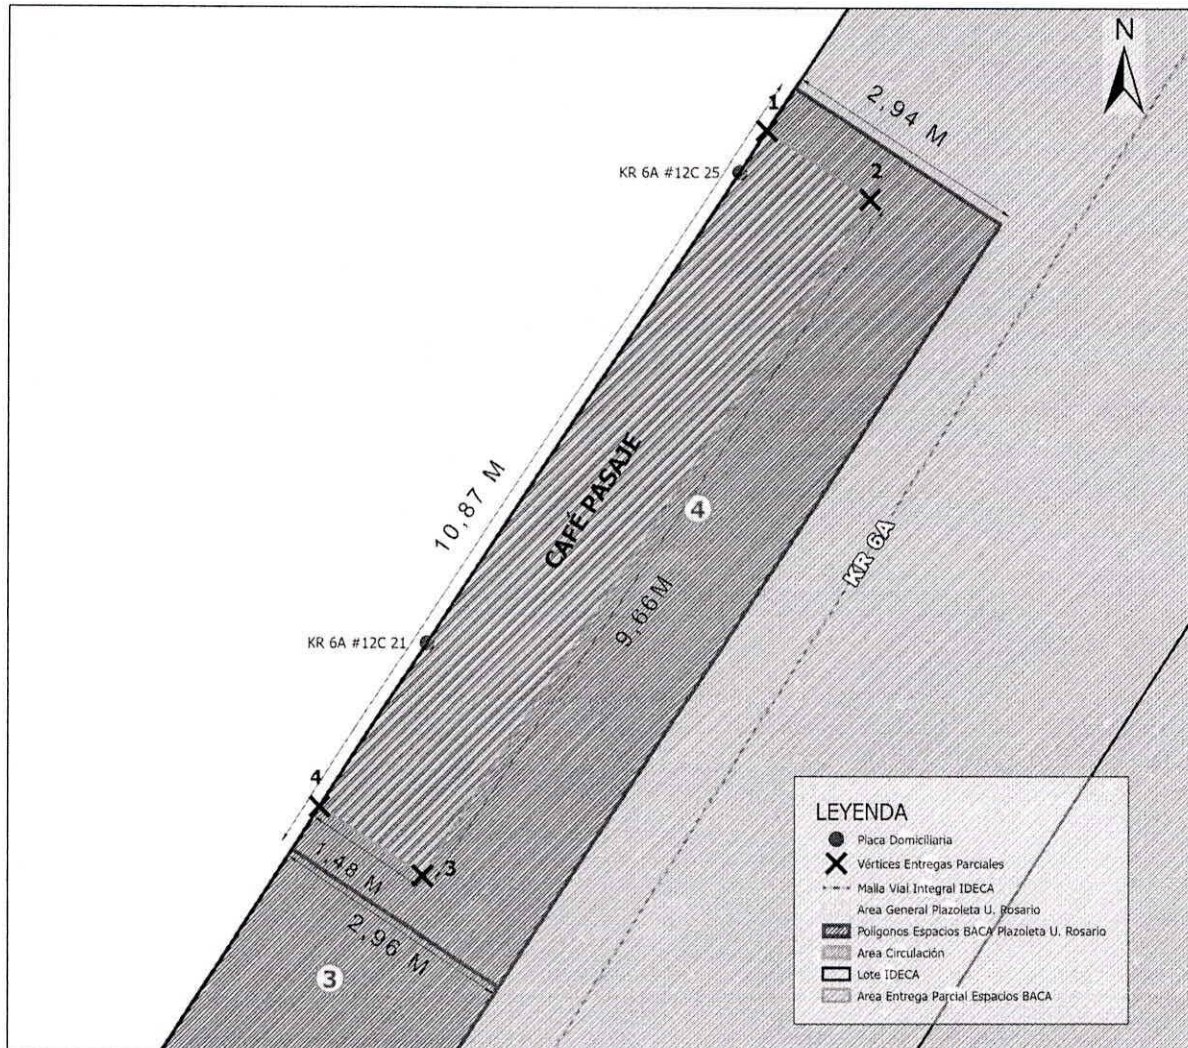 N
2,94 M
1
2
KR 6A #12C 25
10,87 M
CAFÉ PASAJE
4
KR 6A
9,66M
KR 6A #12C 21
4
3
1,48 M
2,96 M
3
LEYENDA
Placa Domiciliaria
Vértices Entregas Parciales
Malla Vial Integral IDECA
Area General Plazoleta U. Rosario
Poligonos Espacios BACA Plazoleta U. Rosario
Area Circulación
Lote IDECA
Area Entrega Parcial Espacios BACA